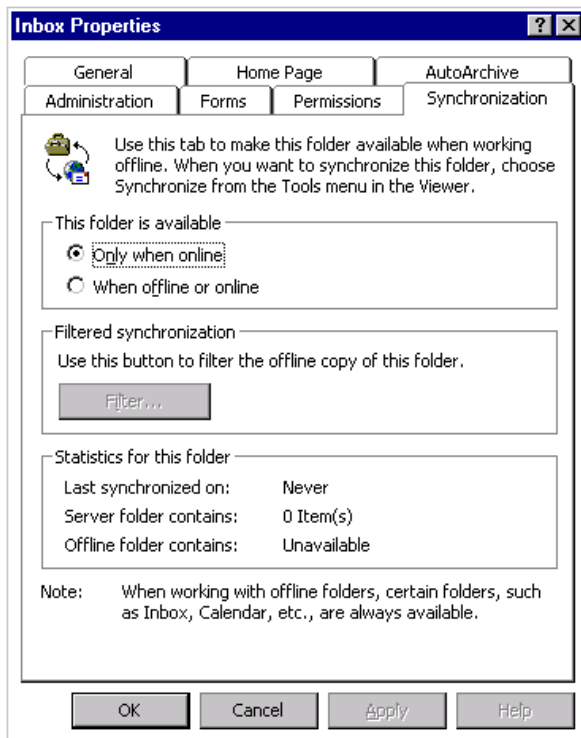 Inbox Properties
General
Home Page
AutoArchive
Administration
Forms
Permissions
Synchronization
Use this tab to make this folder available when working
offline. When you want to synchronize this folder, choose
Synchronize from the Tools menu in the Viewer.
This folder is available
Only when online
When offline or online
Filtered synchronization
Use this button to filter the offline copy of this folder.
Filter...
Statistics for this folder
Last synchronized on: Never
Server folder contains: 0 Item(s)
Offline folder contains: Unavailable
Note: When working with offline folders, certain folders, such
as Inbox, Calendar, etc., are always available.
OK
Cancel
Apply
Help